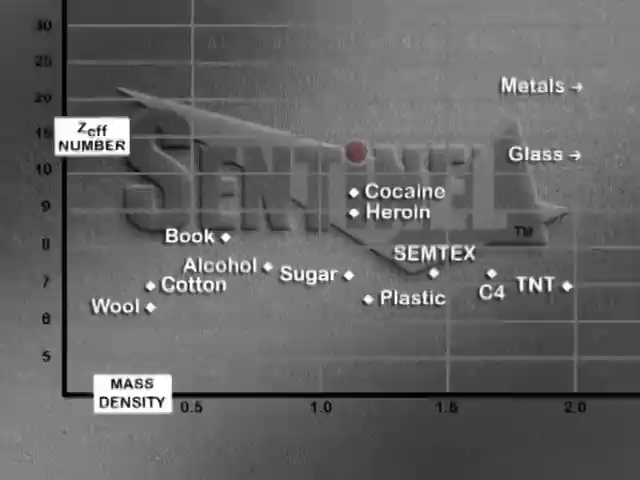 30
25
20
Zeff
NUMBER
15
10
9
8
7
6
5
Metals →
Glass →
SENTINEL
TM
Cocaine
Heroin
Book
SEMTEX
Alcohol
Sugar
Cotton
C4
TNT
Plastic
Wool
MASS
DENSITY
0.5
1.0
1.5
2.0